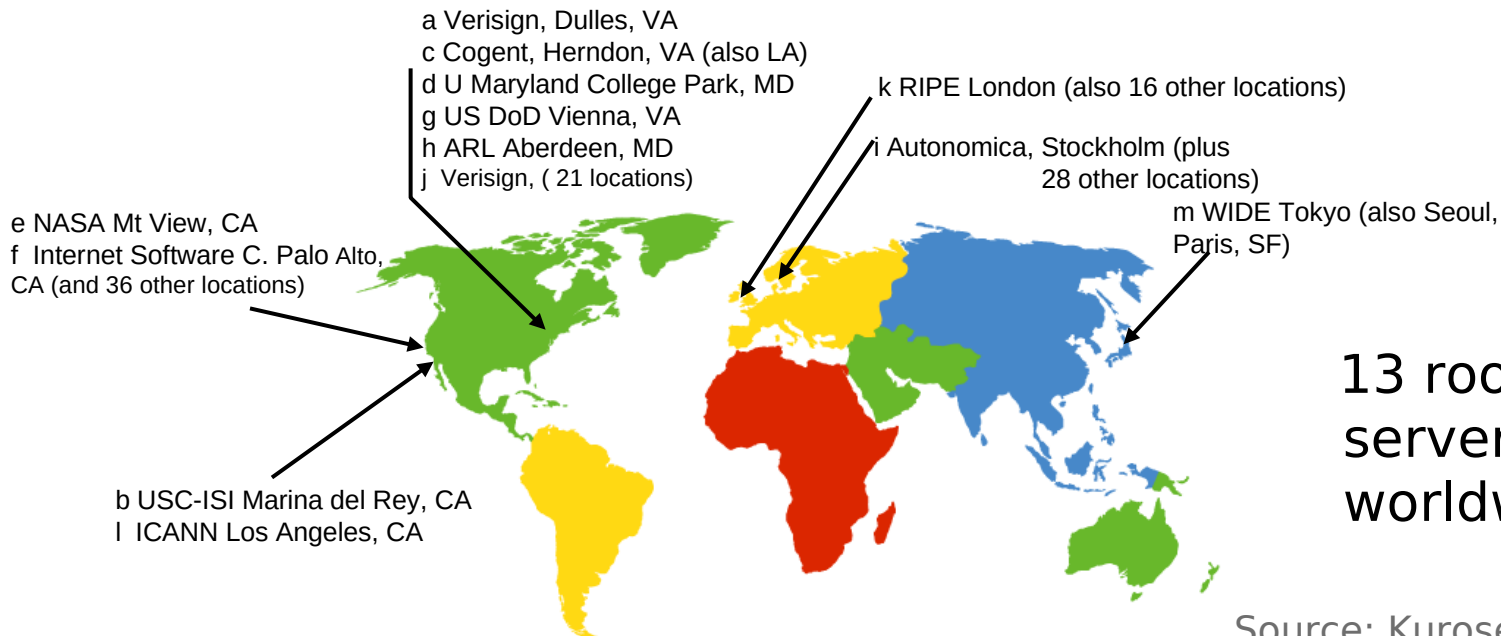 a Verisign, Dulles, VA
c Cogent, Herndon, VA (also LA)
d U Maryland College Park, MD
g US DoD Vienna, VA
h ARL Aberdeen, MD
j Verisign, ( 21 locations)
k RIPE London (also 16 other locations)
i Autonomica, Stockholm (plus
28 other locations)
m WIDE Tokyo (also Seoul,
Paris, SF)
e NASA Mt View, CA
f Internet Software C. Palo Alto,
CA (and 36 other locations)
b USC-ISI Marina del Rey, CA
l ICANN Los Angeles, CA
13
Source: Kurose